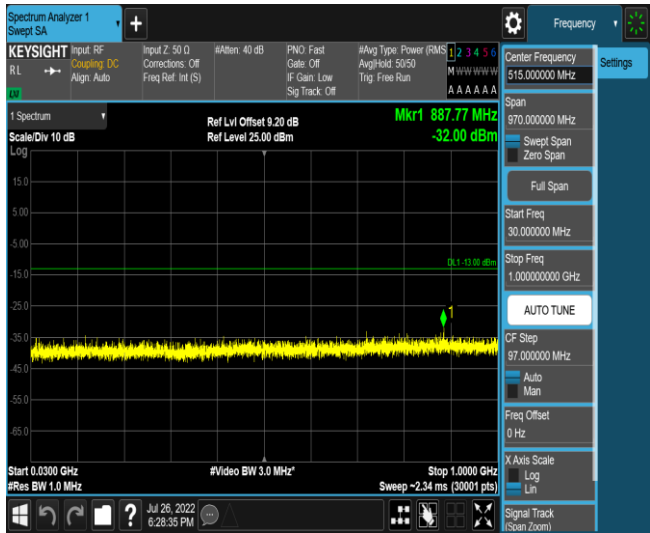 Spectrum Analyzer 1
Swept SA
Frequency
KEYSIGHT
RL
Input: RF
Coupling: DC
Align: Auto
Input Z: 50 Ω
Corrections: Off
Freq Ref: Int (S)
#Atten: 40 dB
PNO: Fast
Gate: Off
IF Gain: Low
Sig Track: Off
#Avg Type: Power (RMS
Avg|Hold: 50/50
Trig: Free Run
1 2 3 4 5 6
M W W W W W
A A A A A A
LXI
1 Spectrum
Scale/Div 10 dB
Log
Ref Lvl Offset 9.20 dB
Ref Level 25.00 dBm
Mkr1 887.77 MHz
-32.00 dBm
15.0
5.00
-5.00
-15.0
-25.0
-35.0
-45.0
-55.0
-65.0
DL1 -13.00 dBm
1
Start 0.0300 GHz
#Res BW 1.0 MHz
#Video BW 3.0 MHz*
Stop 1.0000 GHz
Sweep ~2.34 ms (30001 pts)
Center Frequency
515.000000 MHz
Settings
Span
970.000000 MHz
Swept Span
Zero Span
Full Span
Start Freq
30.000000 MHz
Stop Freq
1.000000000 GHz
AUTO TUNE
CF Step
97.000000 MHz
Auto
Man
Freq Offset
0 Hz
X Axis Scale
Log
Lin
Signal Track
(Span Zoom)
?
Jul 26, 2022
6:28:35 PM